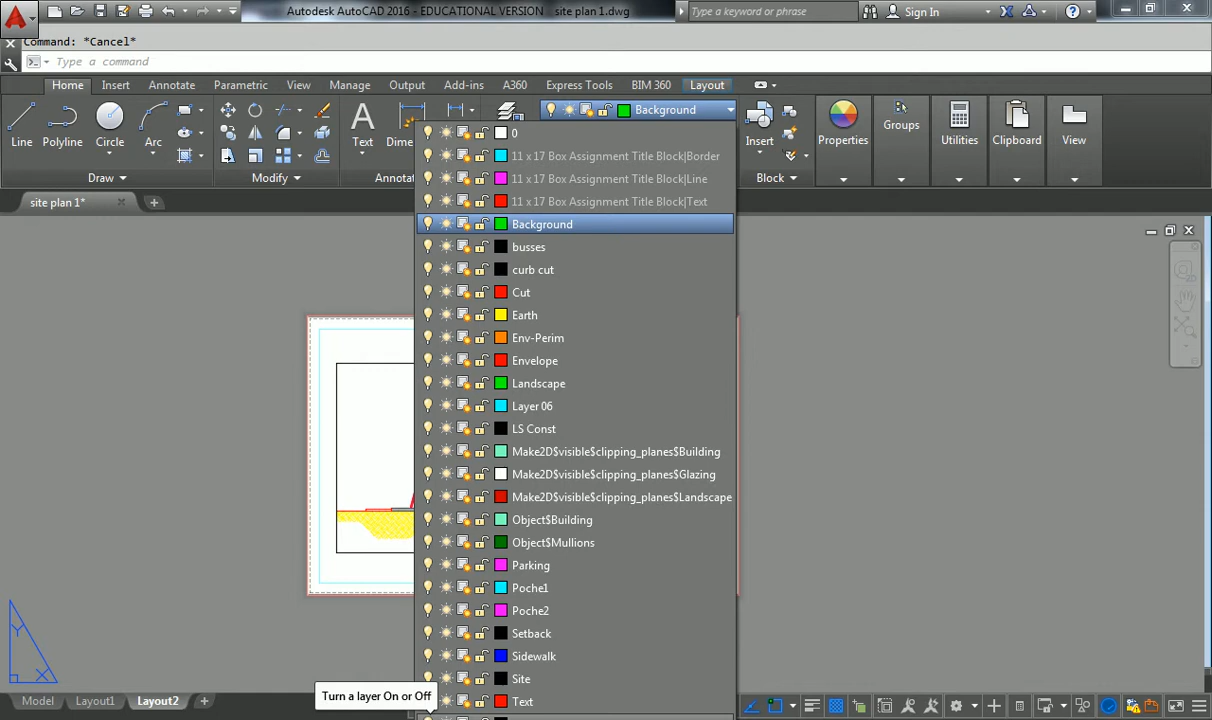 Autodesk AutoCAD 2016 - EDUCATIONAL VERSION site plan 1.dwg
Type a keyword or phrase
Sign In
Command: *Cancel*
Type a command
Home Insert Annotate Parametric View Manage Output Add-ins A360 Express Tools BIM 360 Layout
Background
Line Polyline Circle Arc
Text
Insert
Properties
Groups
Utilities
Clipboard
View
Draw
Modify
Block
site plan 1*
0
11 x 17 Box Assignment Title Block|Border
11 x 17 Box Assignment Title Block|Line
11 x 17 Box Assignment Title Block|Text
Background
busses
curb cut
Cut
Earth
Env-Perim
Envelope
Landscape
Layer 06
LS Const
Make2D$visible$clipping_planes$Building
Make2D$visible$clipping_planes$Glazing
Make2D$visible$clipping_planes$Landscape
Object$Building
Object$Mullions
Parking
Poche1
Poche2
Setback
Sidewalk
Site
Text
Turn a layer On or Off
Y
X
Model Layout1 Layout2